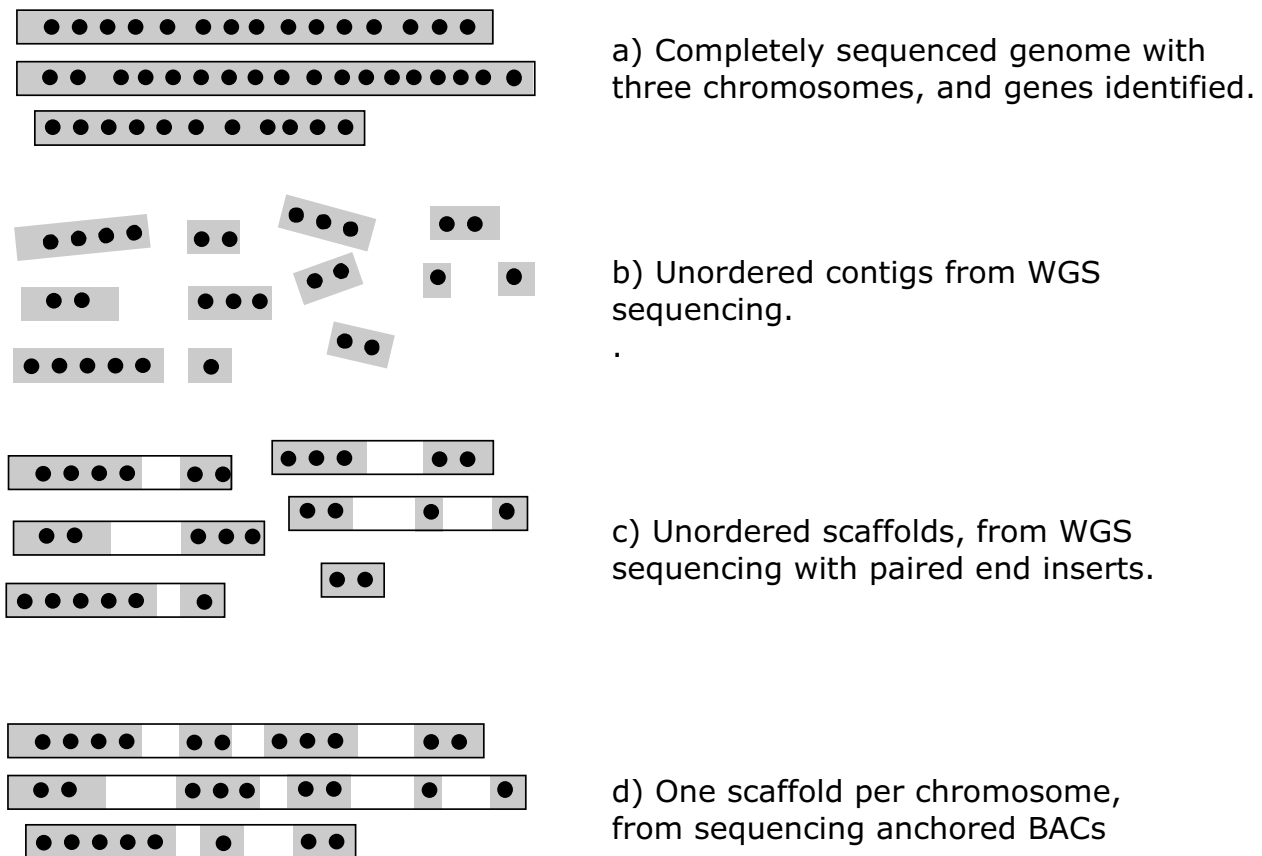 a) Completely sequenced genome with
three chromosomes, and genes identified.
b) Unordered contigs from WGS
sequencing.
.
c) Unordered scaffolds, from WGS
sequencing with paired end inserts.
d) One scaffold per chromosome,
from sequencing anchored BACs